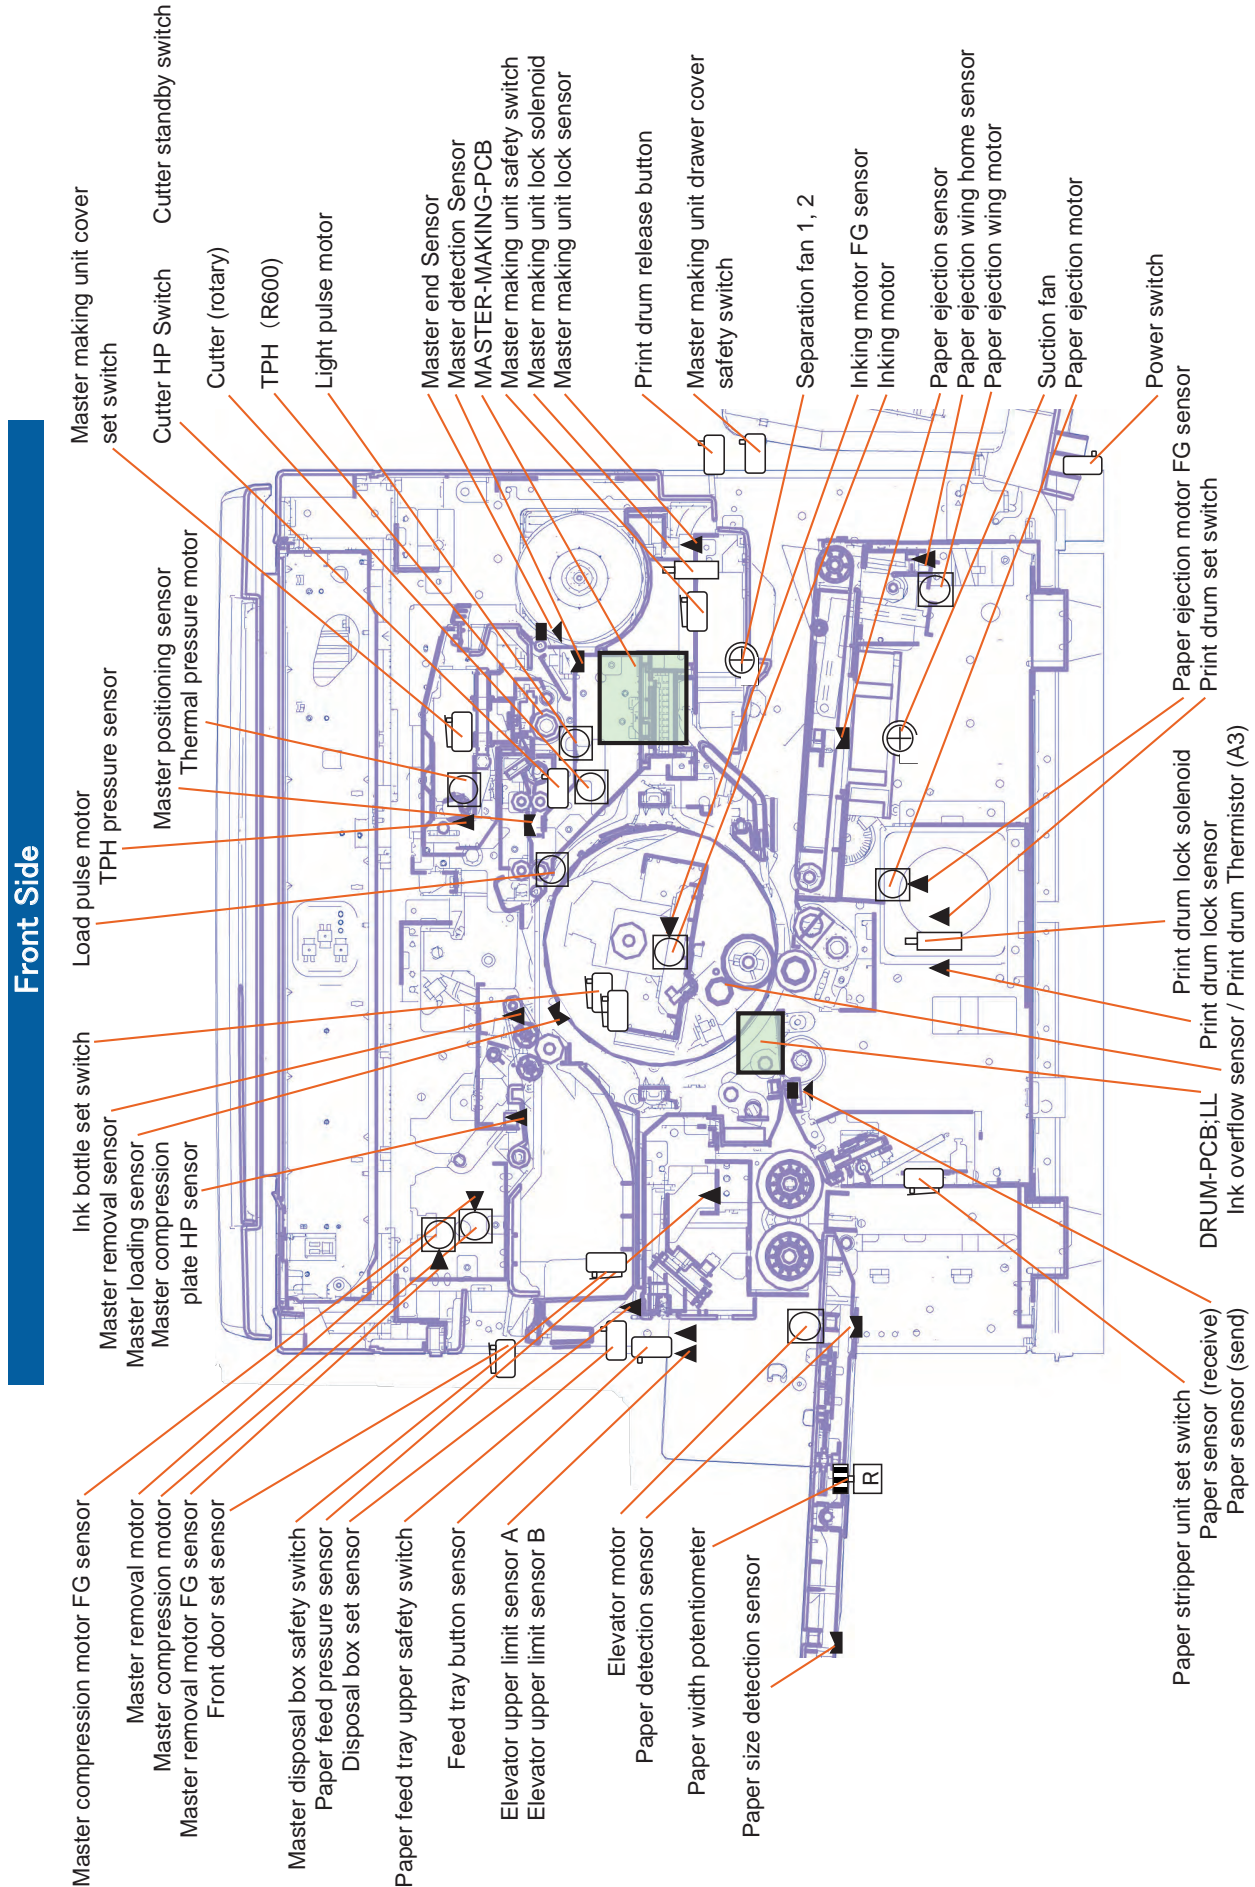 Front Side
Master compression motor FG sensor
Master removal motor
Master compression motor
Master removal motor FG sensor
Front door set sensor
Master disposal box safety switch
Paper feed pressure sensor
Disposal box set sensor
Paper feed tray upper safety switch
Feed tray button sensor
Elevator upper limit sensor A
Elevator upper limit sensor B
Elevator motor
Paper detection sensor
Paper width potentiometer
Paper size detection sensor
R
Ink bottle set switch
Master removal sensor
Master loading sensor
Master compression
plate HP sensor
Load pulse motor
TPH pressure sensor
Master positioning sensor
Thermal pressure motor
Master making unit cover
set switch
Cutter HP Switch
Cutter standby switch
Cutter (rotary)
TPH (R600)
Light pulse motor
Master end Sensor
Master detection Sensor
MASTER-MAKING-PCB
Master making unit safety switch
Master making unit lock solenoid
Master making unit lock sensor
Print drum release button
Master making unit drawer cover
safety switch
Separation fan 1, 2
Inking motor FG sensor
Inking motor
Paper ejection sensor
Paper ejection wing home sensor
Paper ejection wing motor
Suction fan
Paper ejection motor
Power switch
Paper ejection motor FG sensor
Print drum set switch
Print drum lock solenoid
Print drum lock sensor
DRUM-PCB;LL
Ink overflow sensor / Print drum Thermistor (A3)
Paper stripper unit set switch
Paper sensor (receive)
Paper sensor (send)